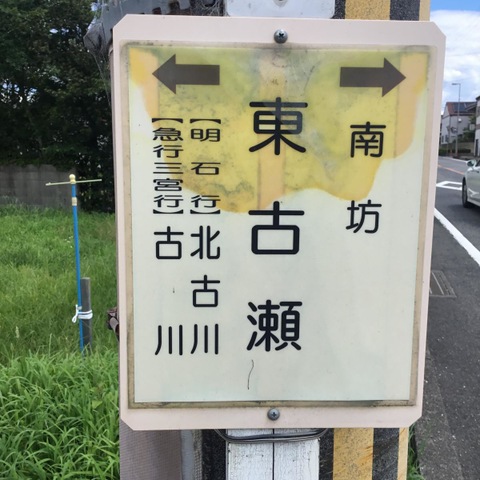 南坊
東古瀬
【明石行】北古川
【急行三宮行】古川